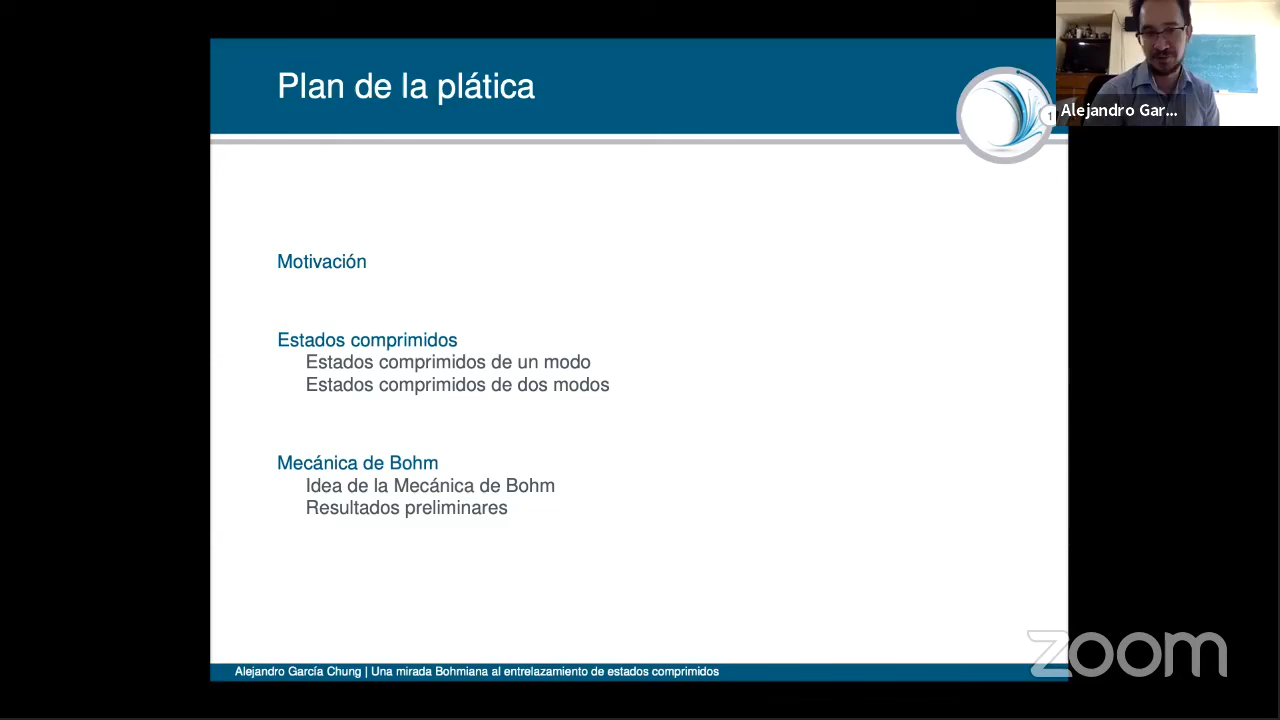 Plan de la plática
1
Alejandro Gar...
Motivación
Estados comprimidos
Estados comprimidos de un modo
Estados comprimidos de dos modos
Mecánica de Bohm
Idea de la Mecánica de Bohm
Resultados preliminares
Alejandro García Chung | Una mirada Bohmiana al entrelazamiento de estados comprimidos
zoom